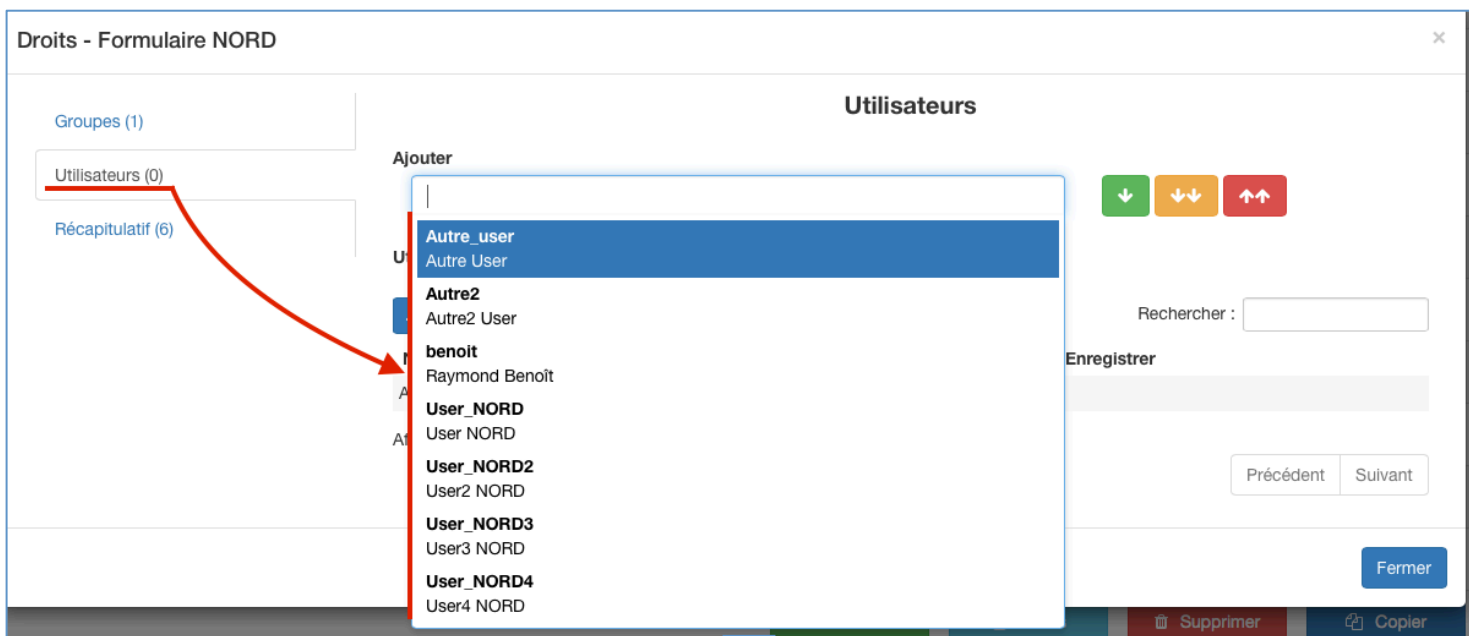 Droits - Formulaire NORD
×
Groupes (1)
Utilisateurs (0)
Récapitulatif (6)
Utilisateurs
Ajouter
Autre_user
Autre User
Autre2
Autre2 User
benoit
Raymond Benoît
User_NORD
User NORD
User_NORD2
User2 NORD
User_NORD3
User3 NORD
User_NORD4
User4 NORD
Rechercher :
Enregistrer
Précédent
Suivant
Fermer
Supprimer
Copier